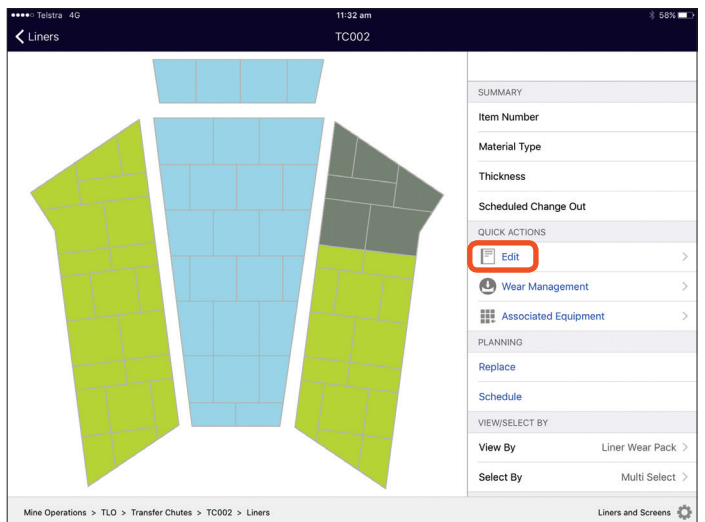 Telstra 4G 11:32 am 58%
Liners TC002
SUMMARY
Item Number
Material Type
Thickness
Scheduled Change Out
QUICK ACTIONS
Edit
Wear Management
Associated Equipment
PLANNING
Replace
Schedule
VIEW/SELECT BY
View By Liner Wear Pack
Select By Multi Select
Mine Operations > TLO > Transfer Chutes > TC002 > Liners Liners and Screens